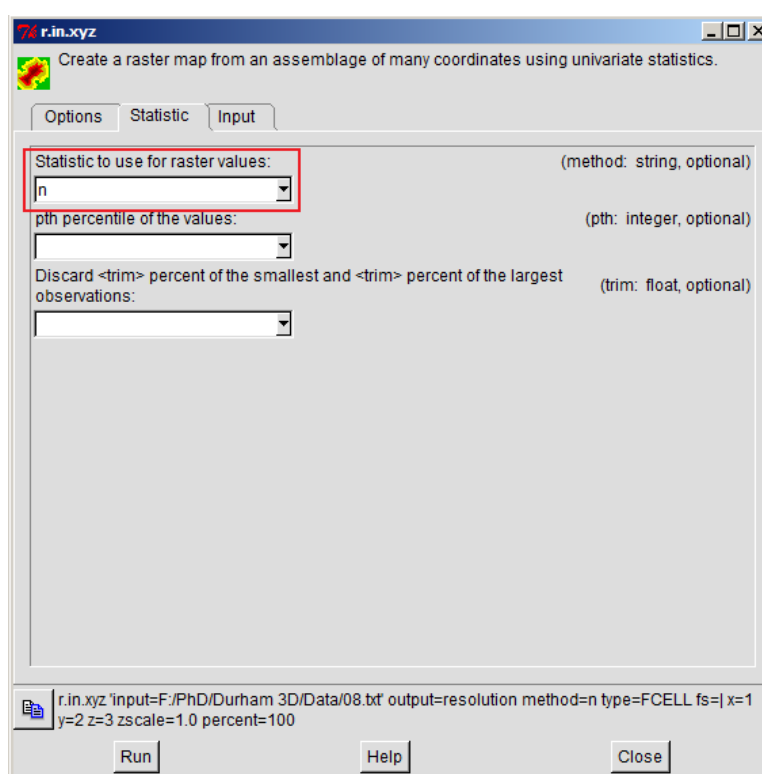 r.in.xyz
Create a raster map from an assemblage of many coordinates using univariate statistics.
Options Statistic Input
Statistic to use for raster values: (method: string, optional)
n
pth percentile of the values: (pth: integer, optional)
Discard <trim> percent of the smallest and <trim> percent of the largest
observations: (trim: float, optional)
r.in.xyz 'input=F:/PhD/Durham 3D/Data/08.txt' output=resolution method=n type=FCELL fs=| x=1
y=2 z=3 zscale=1.0 percent=100
Run Help Close